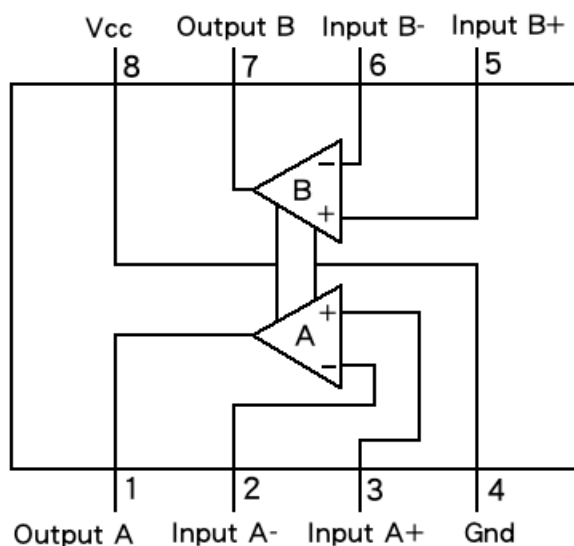 Vcc Output B Input B- Input B+
8 7 6 5
−
B
+
+
A
−
1 2 3 4
Output A Input A- Input A+ Gnd